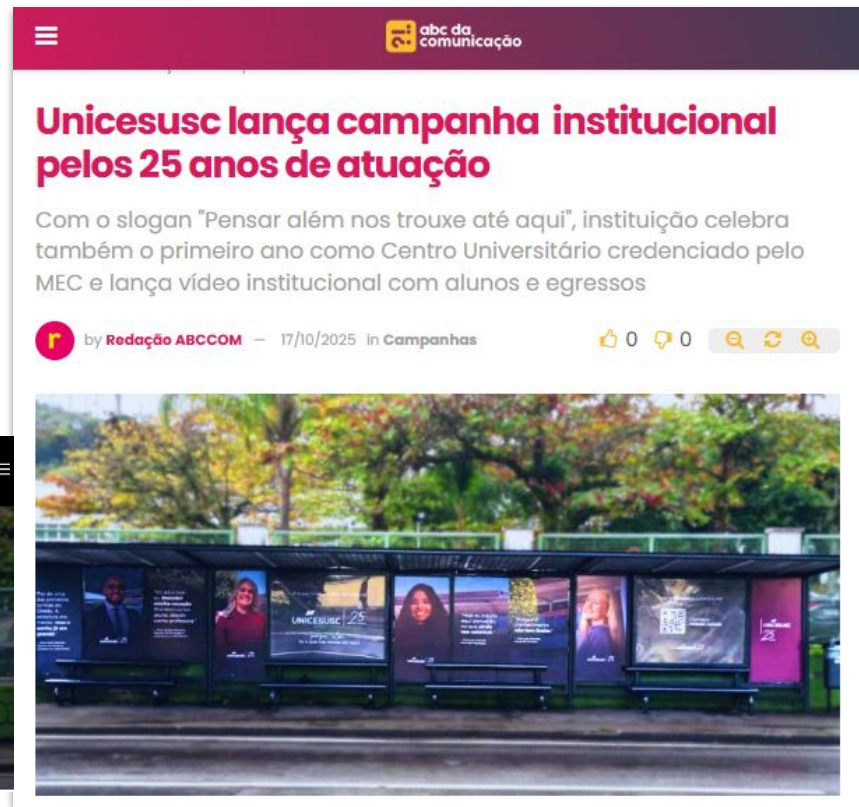 abc da
comunicação
Unicesusc lança campanha institucional
pelos 25 anos de atuação
Com o slogan "Pensar além nos trouxe até aqui", instituição celebra
também o primeiro ano como Centro Universitário credenciado pelo
MEC e lança vídeo institucional com alunos e egressos
r
by Redação ABCCOM — 17/10/2025 in Campanhas
0 0
UNICESUSC 25
UNICESUSC
25